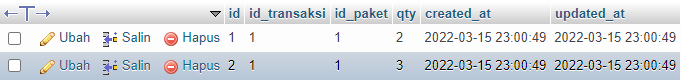 id id_transaksi id_paket qty created_at updated_at
Ubah Salin Hapus 1 1 1 2 2022-03-15 23:00:49 2022-03-15 23:00:49
Ubah Salin Hapus 2 1 1 3 2022-03-15 23:00:49 2022-03-15 23:00:49